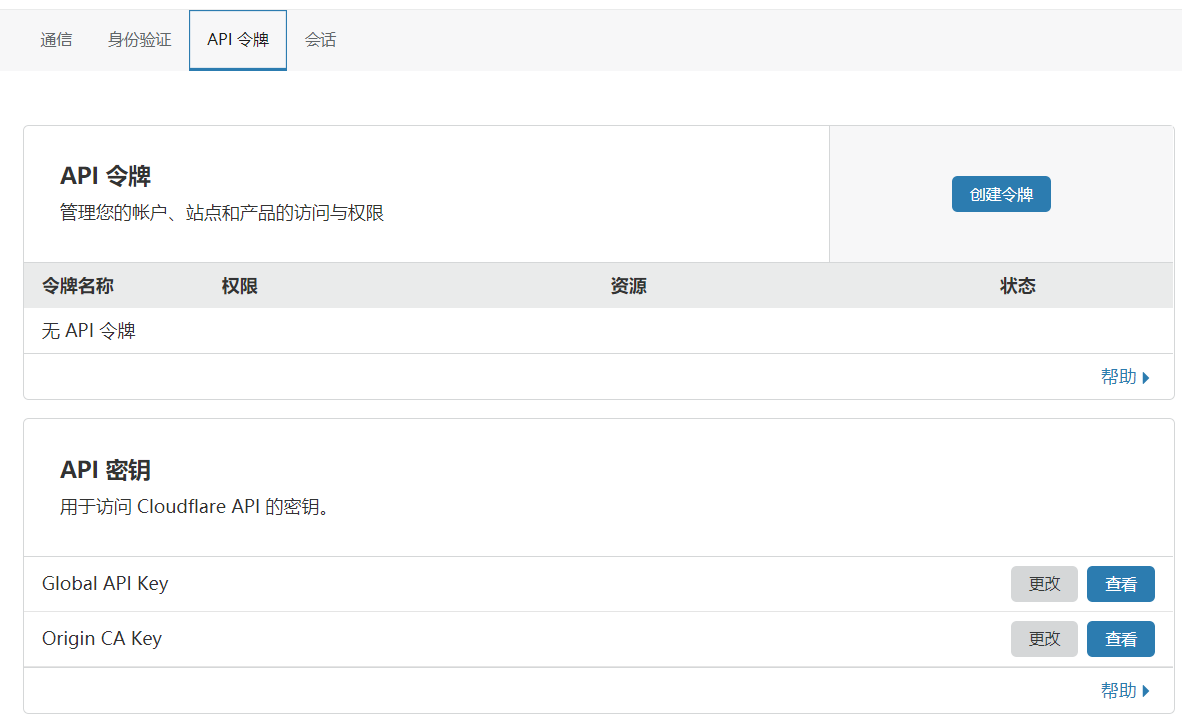 通信 身份验证 API 令牌 会话
API 令牌
管理您的帐户、站点和产品的访问与权限
创建令牌
令牌名称 权限 资源 状态
无 API 令牌
帮助
API 密钥
用于访问 Cloudflare API 的密钥。
Global API Key 更改 查看
Origin CA Key 更改 查看
帮助